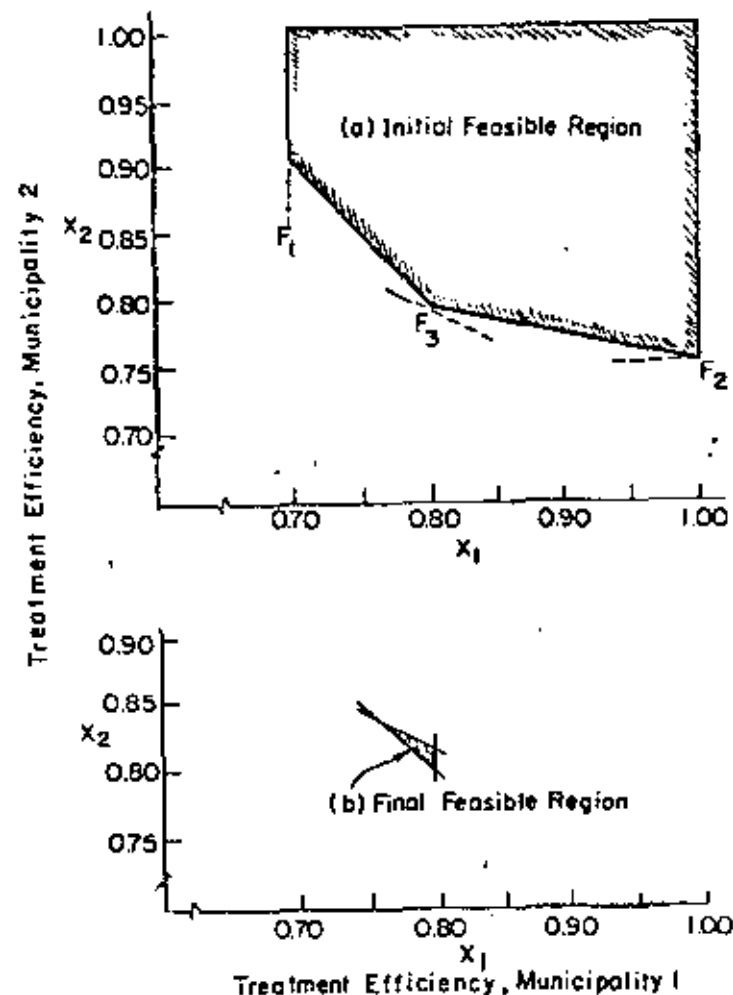 1.00
0.95
(a) Initial Feasible Region
0.90
X2
0.85
F1
0.80
F3
0.75
F2
0.70
0.70 0.80 0.90 1.00
X1
Treatment Efficiency, Municipality 2
0.90
0.85
X2
0.80
(b) Final Feasible Region
0.75
0.70 0.80 0.90 1.00
X1
Treatment Efficiency, Municipality 1